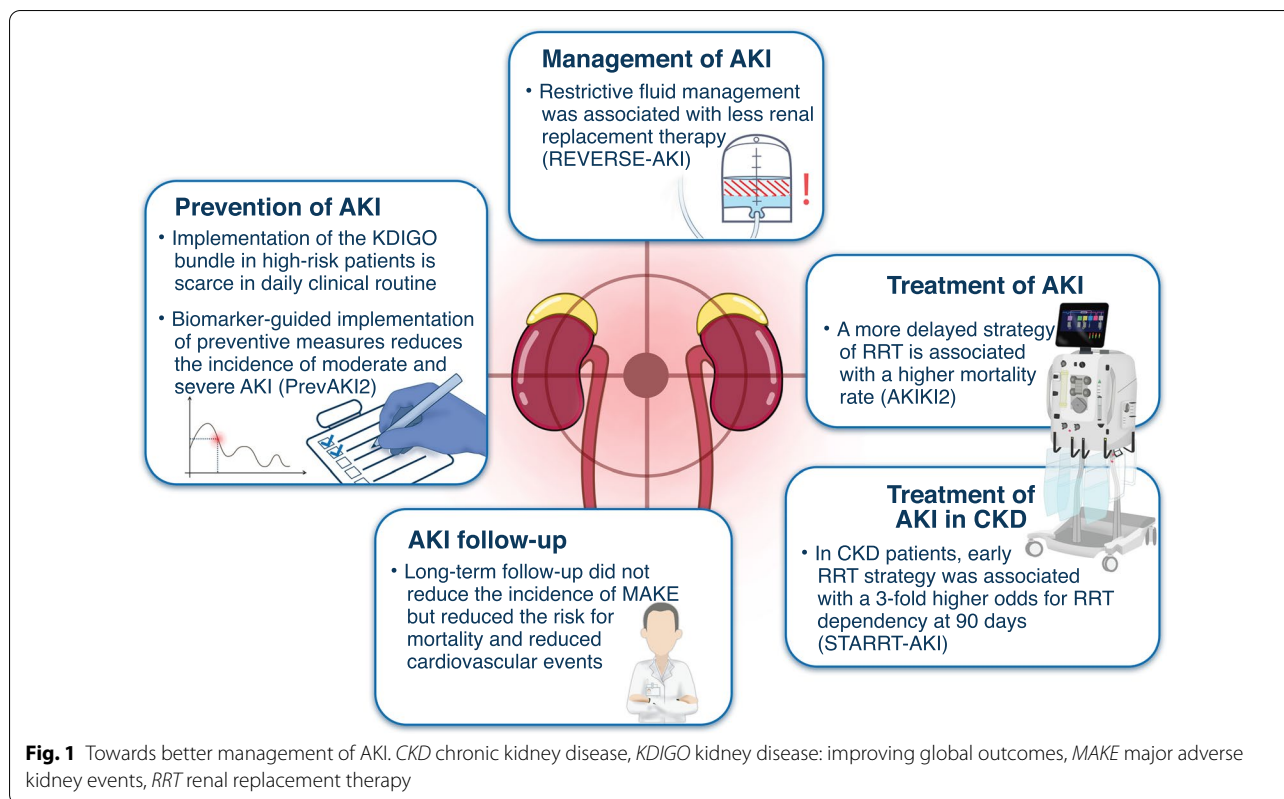 Management of AKI
• Restrictive fluid management
was associated with less renal
replacement therapy
(REVERSE-AKI)
!
Prevention of AKI
• Implementation of the KDIGO
bundle in high-risk patients is
scarce in daily clinical routine
• Biomarker-guided implementation
of preventive measures reduces
the incidence of moderate and
severe AKI (PrevAKI2)
Treatment of AKI
• A more delayed strategy
of RRT is associated
with a higher mortality
rate (AKIKI2)
Treatment of
AKI in CKD
• In CKD patients, early
RRT strategy was associated
with a 3-fold higher odds for RRT
dependency at 90 days
(STARRT-AKI)
AKI follow-up
• Long-term follow-up did not
reduce the incidence of MAKE
but reduced the risk for
mortality and reduced
cardiovascular events
Fig. 1 Towards better management of AKI. CKD chronic kidney disease, KDIGO kidney disease: improving global outcomes, MAKE major adverse
kidney events, RRT renal replacement therapy